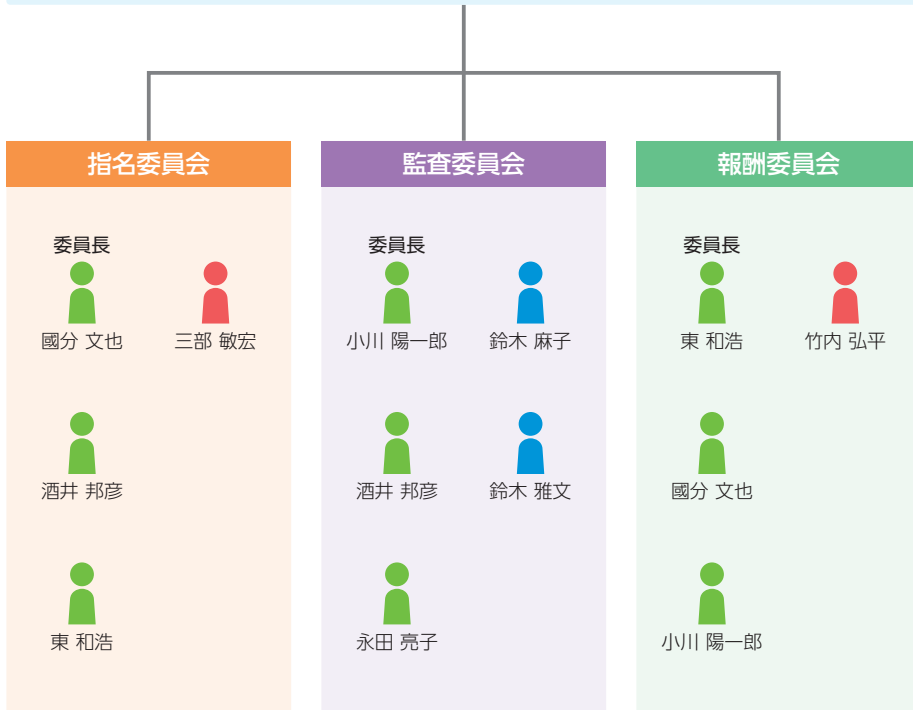 指名委員会
委員長
國分 文也
三部 敏宏
酒井 邦彦
東 和浩
監査委員会
委員長
小川 陽一郎
鈴木 麻子
酒井 邦彦
鈴木 雅文
永田 亮子
報酬委員会
委員長
東 和浩
竹内 弘平
國分 文也
小川 陽一郎